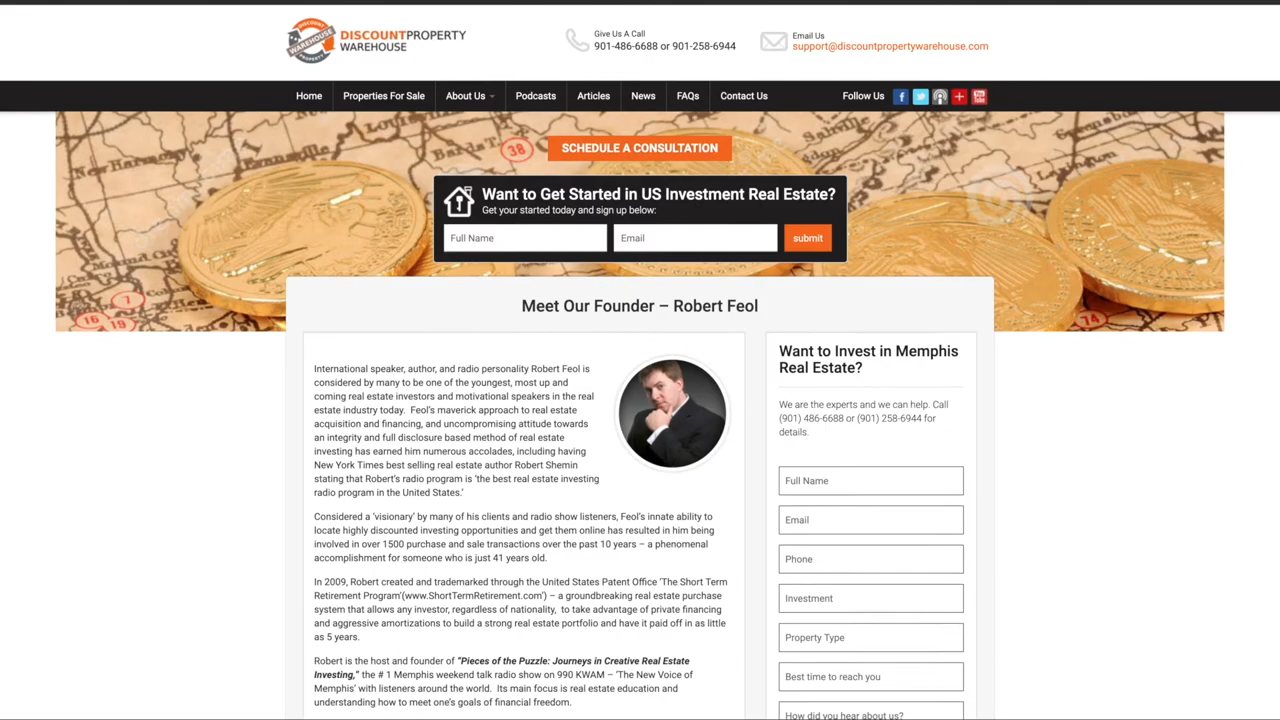 DISCOUNTPROPERTY
WAREHOUSE
Give Us A Call
901-486-6688 or 901-258-6944
Email Us
support@discountpropertywarehouse.com
Home
Properties For Sale
About Us
Podcasts
Articles
News
FAQs
Contact Us
Follow Us
SCHEDULE A CONSULTATION
38
Want to Get Started in US Investment Real Estate?
Get your started today and sign up below:
Full Name
Email
submit
7
16
19
74
Meet Our Founder – Robert Feol
International speaker, author, and radio personality Robert Feol is
considered by many to be one of the youngest, most up and
coming real estate investors and motivational speakers in the real
estate industry today. Feol's maverick approach to real estate
acquisition and financing, and uncompromising attitude towards
an integrity and full disclosure based method of real estate
investing has earned him numerous accolades, including having
New York Times best selling real estate author Robert Shemin
stating that Robert's radio program is 'the best real estate investing
radio program in the United States.'
Considered a 'visionary' by many of his clients and radio show listeners, Feol's innate ability to
locate highly discounted investing opportunities and get them online has resulted in him being
involved in over 1500 purchase and sale transactions over the past 10 years – a phenomenal
accomplishment for someone who is just 41 years old.
In 2009, Robert created and trademarked through the United States Patent Office 'The Short Term
Retirement Program'(www.ShortTermRetirement.com') – a groundbreaking real estate purchase
system that allows any investor, regardless of nationality, to take advantage of private financing
and aggressive amortizations to build a strong real estate portfolio and have it paid off in as little
as 5 years.
Robert is the host and founder of "Pieces of the Puzzle: Journeys in Creative Real Estate
Investing," the # 1 Memphis weekend talk radio show on 990 KWAM – 'The New Voice of
Memphis' with listeners around the world. Its main focus is real estate education and
understanding how to meet one's goals of financial freedom.
Want to Invest in Memphis
Real Estate?
We are the experts and we can help. Call
(901) 486-6688 or (901) 258-6944 for
details.
Full Name
Email
Phone
Investment
Property Type
Best time to reach you
How did you hear about us?